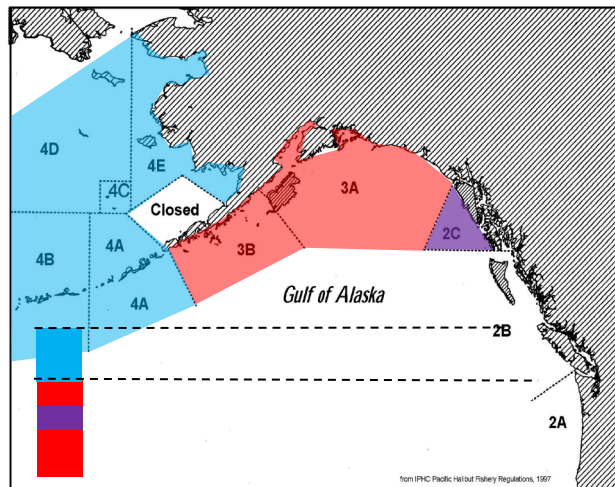 4D
4E
4C
Closed
3A
2C
4A
4B
3B
4A
Gulf of Alaska
2B
2A
from IPHC Pacific Halibut Fishery Regulations, 1997